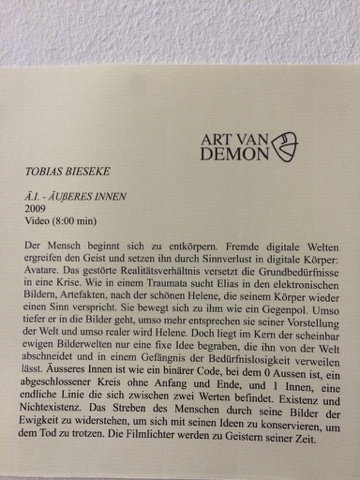 ART VAN
DEMON
TOBIAS BIESEKE
Ä.I. - ÄUßERES INNEN
2009
Video (8:00 min)
Der Mensch beginnt sich zu entkörpern. Fremde digitale Welten
ergreifen den Geist und setzen ihn durch Sinnverlust in digitale Körper:
Avatare. Das gestörte Realitätsverhältnis versetzt die Grundbedürfnisse
in eine Krise. Wie in einem Traumata sucht Elias in den elektronischen
Bildern, Artefakten, nach der schönen Helene, die seinem Körper wieder
einen Sinn verspricht. Sie bewegt sich zu ihm wie ein Gegenpol. Umso
tiefer er in die Bilder geht, umso mehr entsprechen sie seiner Vorstellung
der Welt und umso realer wird Helene. Doch liegt im Kern der scheinbar
ewigen Bilderwelten nur eine fixe Idee begraben, die ihn von der Welt
abschneidet und in einem Gefängnis der Bedürfnislosigkeit verweilen
lässt. Äusseres Innen ist wie ein binärer Code, bei dem 0 Aussen ist, ein
abgeschlossener Kreis ohne Anfang und Ende, und 1 Innen, eine
endliche Linie die sich zwischen zwei Werten befindet. Existenz und
Nichtexistenz. Das Streben des Menschen durch seine Bilder der
Ewigkeit zu widerstehen, um sich mit seinen Ideen zu konservieren, um
dem Tod zu trotzen. Die Filmlichter werden zu Geistern seiner Zeit.